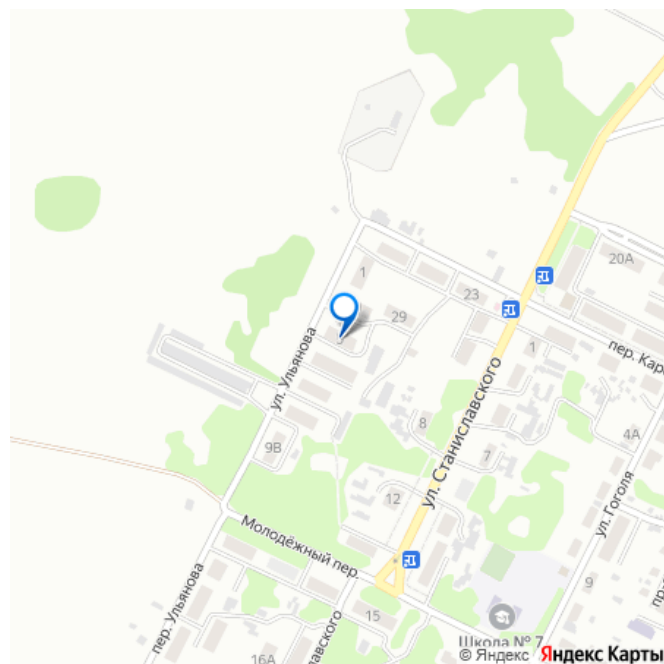 20А
1
23
29
3
ул. Ульянова
1
пер. Кар
ул. Станиславского
8
4А
9В
7
12
ул. Гоголя
Молодёжный пер.
9
пер. Ульянова
15
Школа № 7
16А
© Яндекс Яндекс Карты